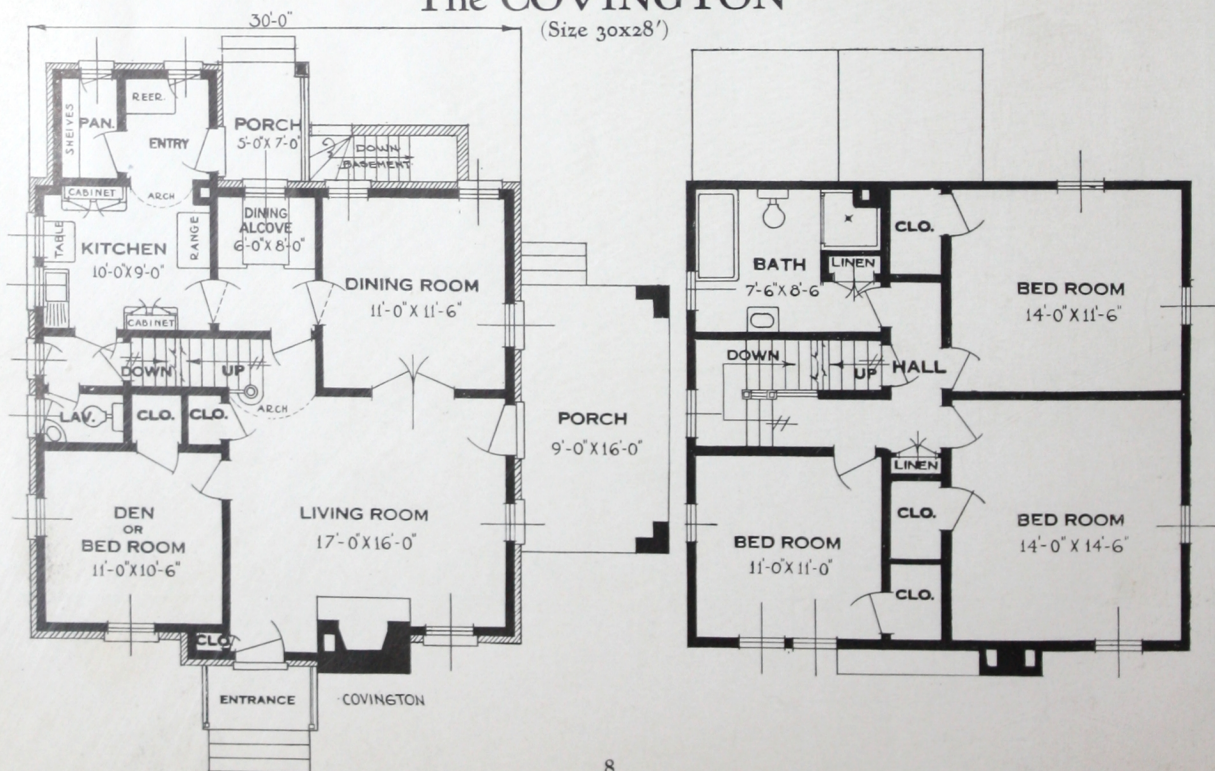 The COVINGTON
(Size 30x28')
30'-0"
SHELVES
PAN.
REFR.
ENTRY
PORCH
5'-0"X 7'-0"
DOWN
BASEMENT
CABINET
ARCH
TABLE
KITCHEN
10'-0"X9'-0"
RANGE
DINING
ALCOVE
6'-0"X 8'-0"
DINING ROOM
11'-0"X 11'-6"
CABINET
DOWN
UP
LAV.
CLO.
CLO.
ARCH
PORCH
9'-0"X16'-0"
DEN
OR
BED ROOM
11'-0"X10'-6"
LIVING ROOM
17'-0"X16'-0"
CLO.
ENTRANCE
COVINGTON
BATH
7'-6"X 8'-6"
LINEN
CLO.
BED ROOM
14'-0"X11'-6"
DOWN
UP
HALL
LINEN
CLO.
BED ROOM
14'-0" X 14'-6"
BED ROOM
11'-0"X 11'-0"
CLO.
8